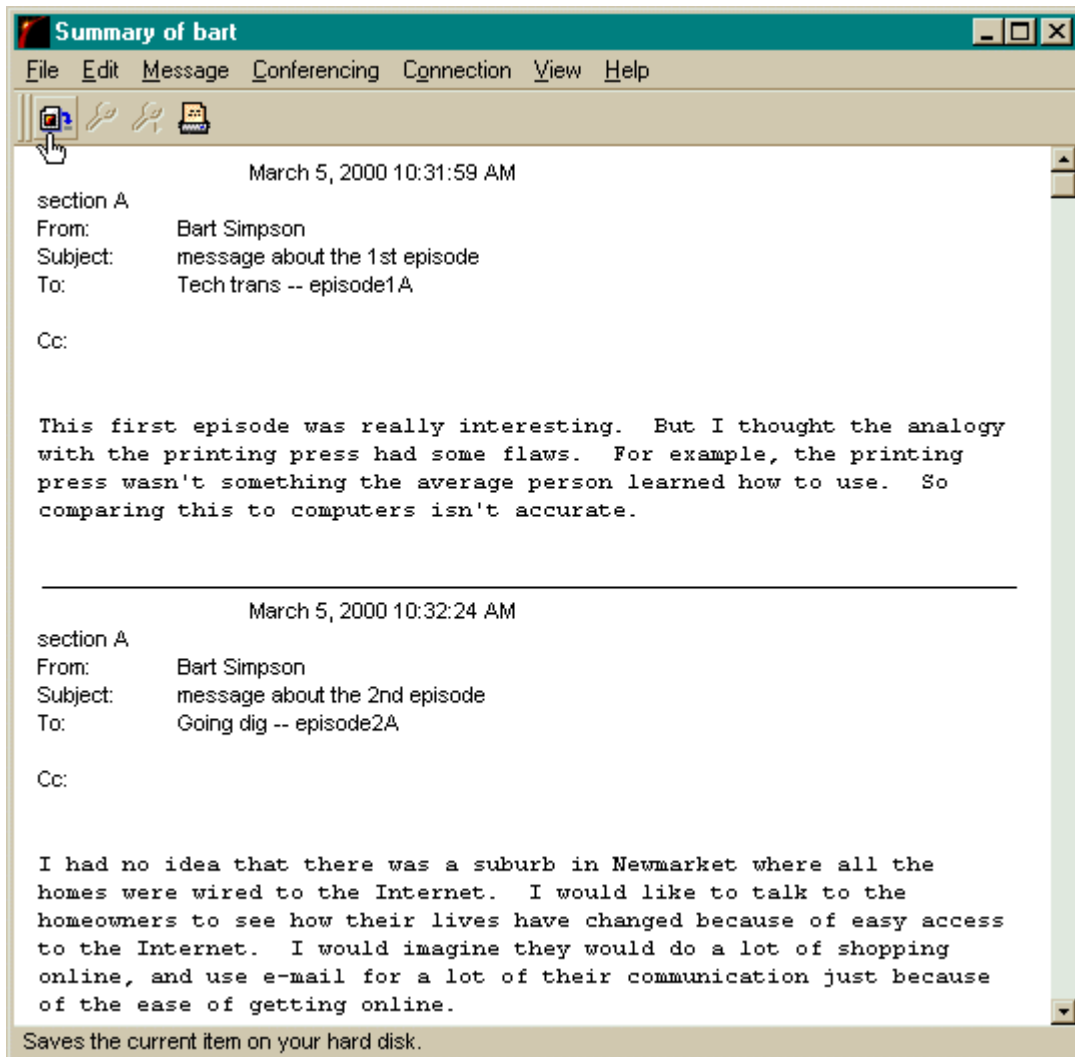 Summary of bart
File Edit Message Conferencing Connection View Help
March 5, 2000 10:31:59 AM
section A
From: Bart Simpson
Subject: message about the 1st episode
To: Tech trans -- episode1A
Cc:
This first episode was really interesting.  But I thought the analogy
with the printing press had some flaws.  For example, the printing
press wasn't something the average person learned how to use.  So
comparing this to computers isn't accurate.
March 5, 2000 10:32:24 AM
section A
From: Bart Simpson
Subject: message about the 2nd episode
To: Going dig -- episode2A
Cc:
I had no idea that there was a suburb in Newmarket where all the
homes were wired to the Internet.  I would like to talk to the
homeowners to see how their lives have changed because of easy access
to the Internet.  I would imagine they would do a lot of shopping
online, and use e-mail for a lot of their communication just because
of the ease of getting online.
Saves the current item on your hard disk.